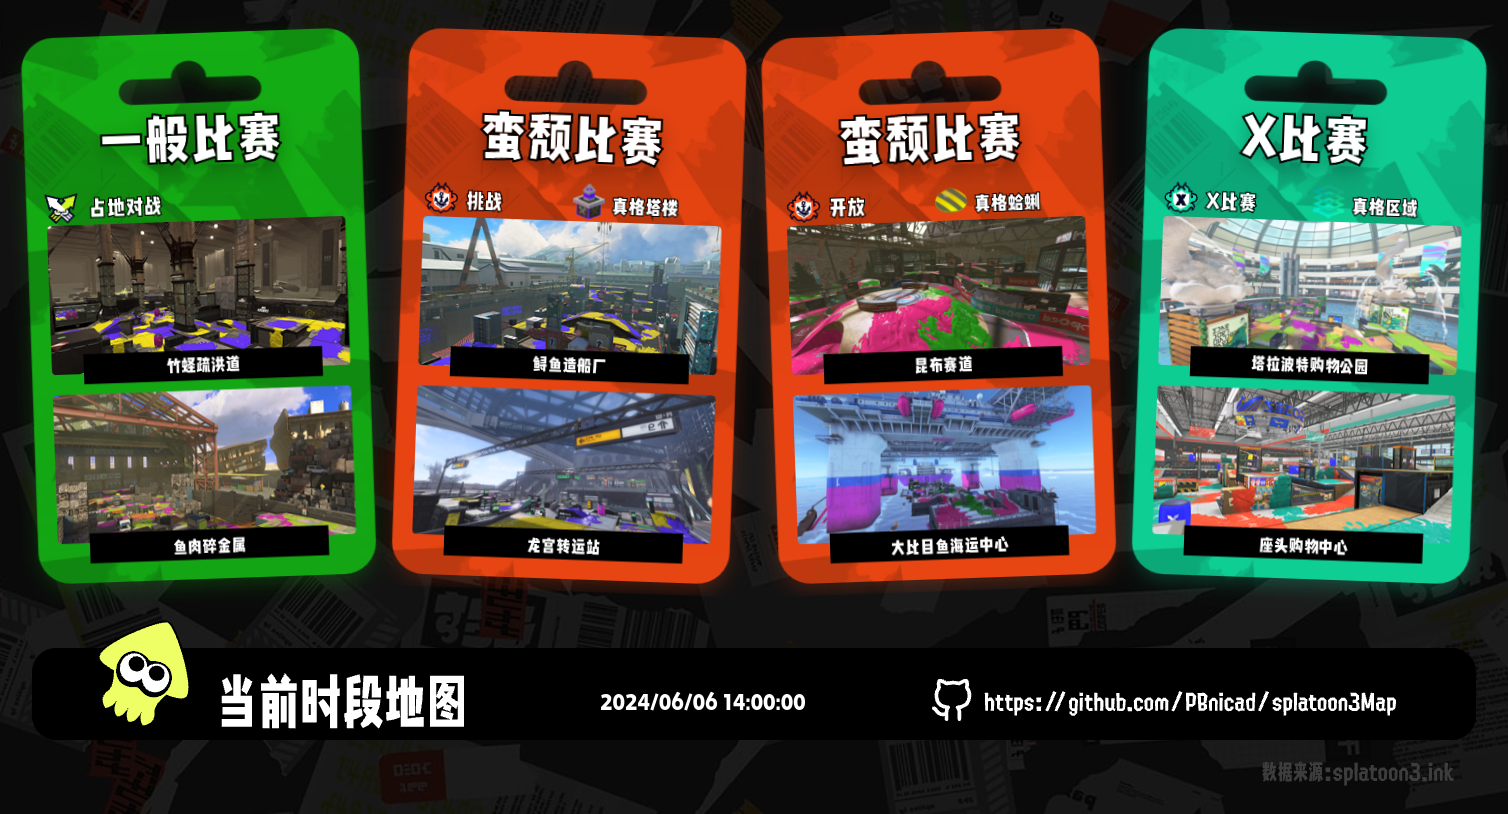 一般比赛
占地对战
竹蛏疏洪道
鱼肉碎金属
蛮颓比赛
挑战
真格塔楼
鲟鱼造船厂
龙宫转运站
蛮颓比赛
开放
真格蛤蜊
昆布赛道
大比目鱼海运中心
X比赛
X比赛
真格区域
塔拉波特购物公园
座头购物中心
当前时段地图
2024/06/06 14:00:00
https://github.com/PBnicad/splatoon3Map
数据来源:splatoon3.ink